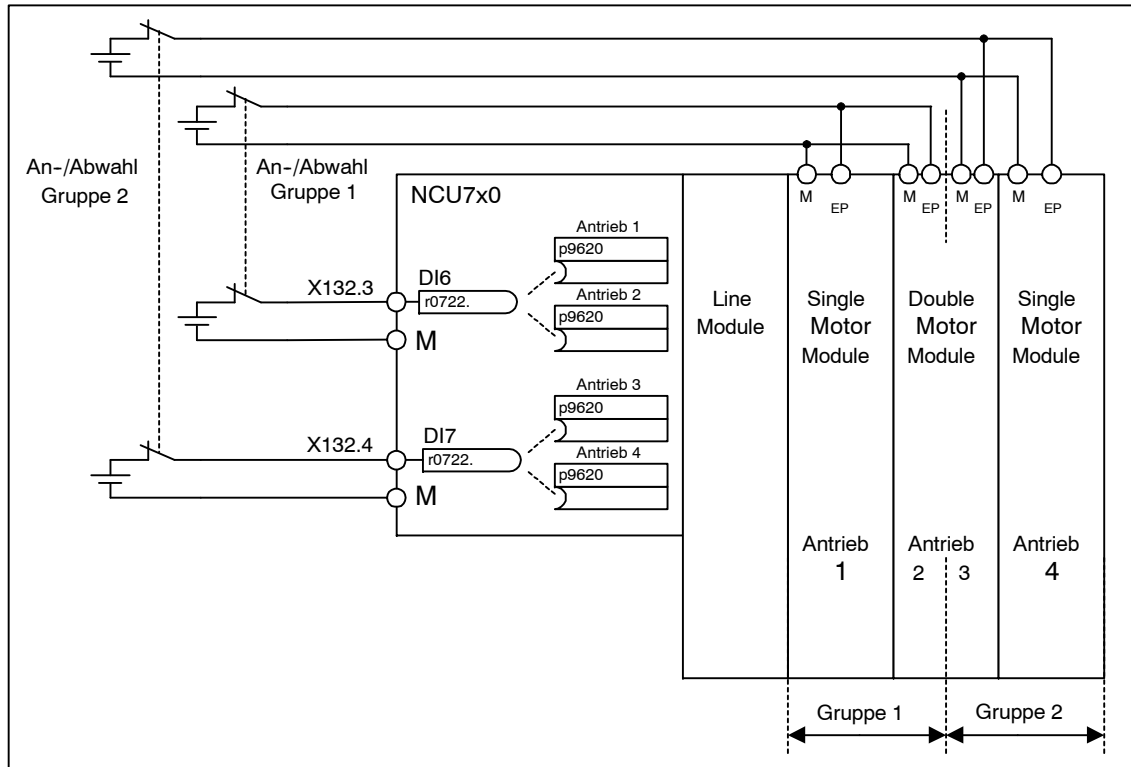 An-/Abwahl
Gruppe 2
An-/Abwahl
Gruppe 1
M
EP
M
EP
M
EP
M
EP
NCU7x0
Antrieb 1
p9620
X132.3
DI6
r0722.
Antrieb 2
p9620
M
Line
Module
Single
Motor
Module
Double
Motor
Module
Single
Motor
Module
Antrieb 3
p9620
X132.4
DI7
r0722.
Antrieb 4
p9620
M
Antrieb
1
Antrieb
2 3
Antrieb
4
Gruppe 1
Gruppe 2